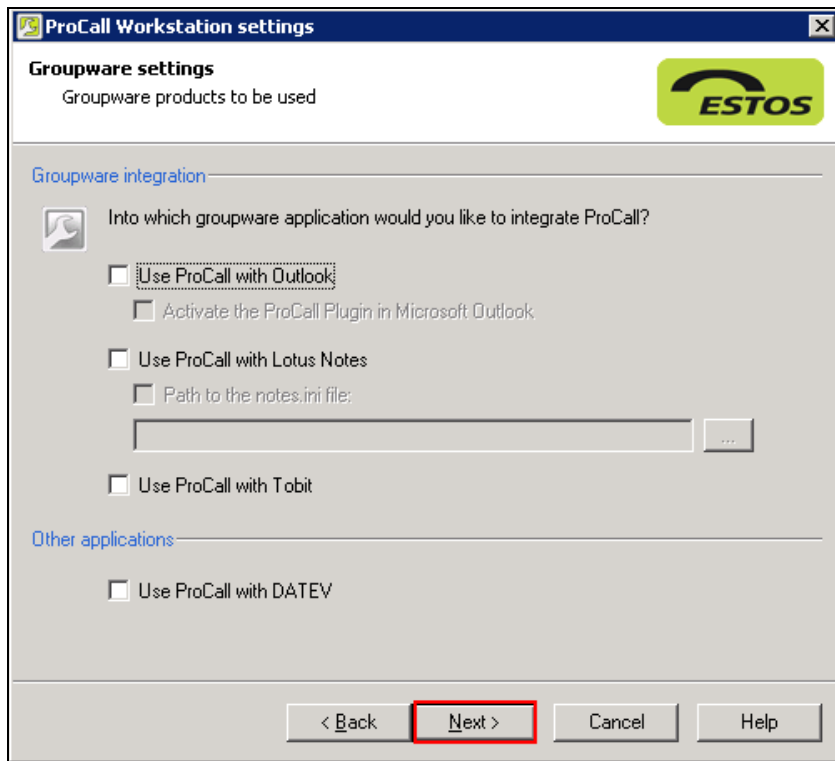 ProCall Workstation settings
Groupware settings
Groupware products to be used
ESTOS
Groupware integration
Into which groupware application would you like to integrate ProCall?
Use ProCall with Outlook
Activate the ProCall Plugin in Microsoft Outlook
Use ProCall with Lotus Notes
Path to the notes.ini file:
...
Use ProCall with Tobit
Other applications
Use ProCall with DATEV
< Back Next > Cancel Help